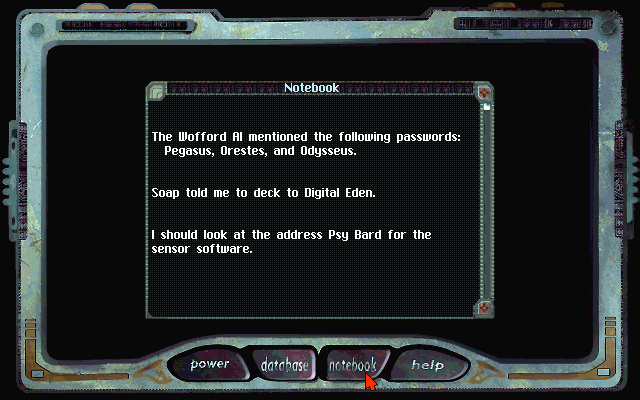 Notebook
The Wofford AI mentioned the following passwords:
Pegasus, Orestes, and Odysseus.
Soap told me to deck to Digital Eden.
I should look at the address Psy Bard for the
sensor software.
power database notebook help